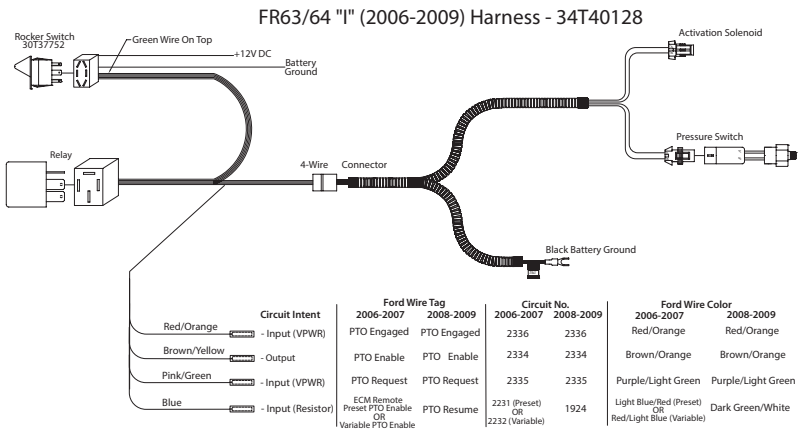 FR63/64 "I" (2006-2009) Harness - 34T40128
Rocker Switch
30T37752
Green Wire On Top
+12V DC
Battery
Ground
Activation Solenoid
Pressure Switch
Relay
4-Wire Connector
Black Battery Ground
Ford Wire Tag Circuit No. Ford Wire Color
Circuit Intent 2006-2007 2008-2009 2006-2007 2008-2009 2006-2007 2008-2009
Red/Orange - Input (VPWR) PTO Engaged PTO Engaged 2336 2336 Red/Orange Red/Orange
Brown/Yellow - Output PTO Enable PTO Enable 2334 2334 Brown/Orange Brown/Orange
Pink/Green - Input (VPWR) PTO Request PTO Request 2335 2335 Purple/Light Green Purple/Light Green
Blue - Input (Resistor) ECM Remote
Preset PTO Enable
OR
Variable PTO Enable PTO Resume 2231 (Preset)
OR
2232 (Variable) 1924 Light Blue/Red (Preset)
OR
Red/Light Blue (Variable) Dark Green/White